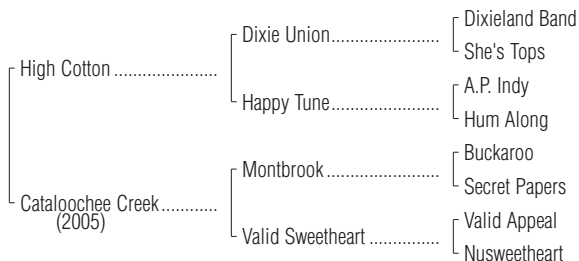 Dixieland Band
Dixie Union
She's Tops
High Cotton
A.P. Indy
Happy Tune
Hum Along
Buckaroo
Montbrook
Secret Papers
Cataloochee Creek
(2005)
Valid Appeal
Valid Sweetheart
Nusweetheart